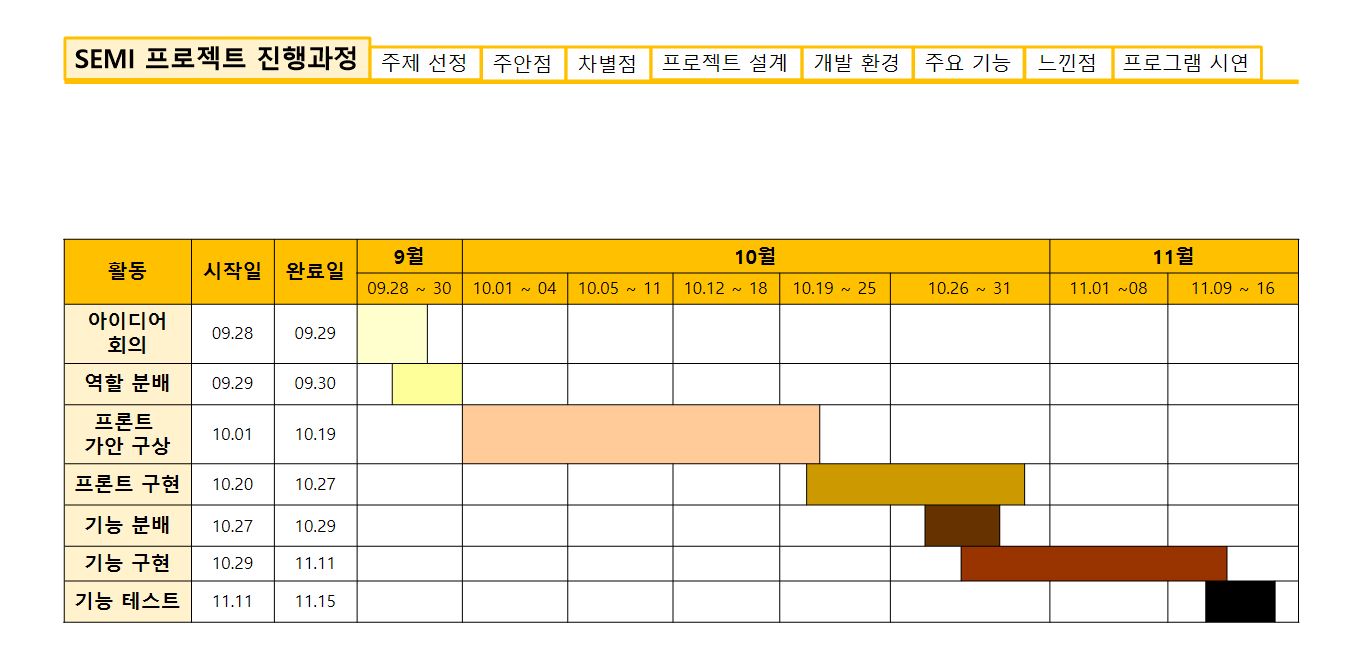 SEMI 프로젝트 진행과정 주제 선정 주안점 차별점 프로젝트 설계 개발 환경 주요 기능 느낀점 프로그램 시연
활동 시작일 완료일 9월 10월 11월
09.28 ~ 30 10.01 ~ 04 10.05 ~ 11 10.12 ~ 18 10.19 ~ 25 10.26 ~ 31 11.01 ~08 11.09 ~ 16
아이디어
회의 09.28 09.29
역할 분배 09.29 09.30
프론트
가안 구상 10.01 10.19
프론트 구현 10.20 10.27
기능 분배 10.27 10.29
기능 구현 10.29 11.11
기능 테스트 11.11 11.15